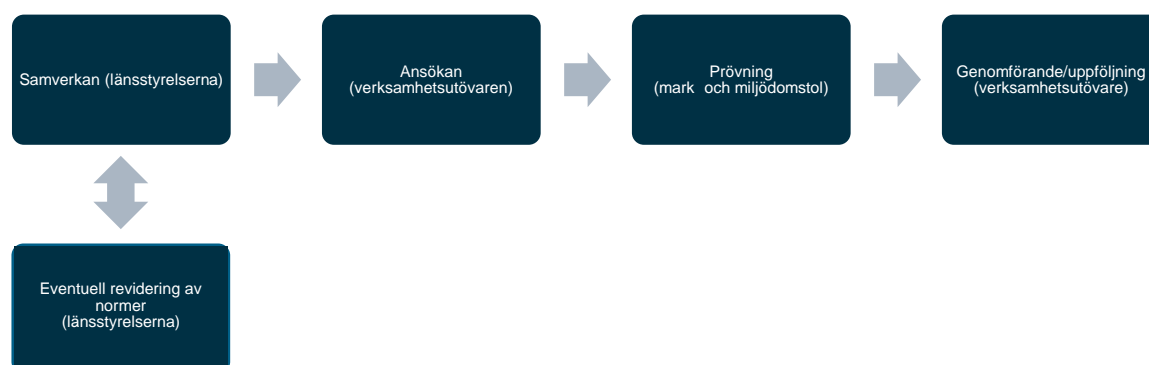 Samverkan (länsstyrelserna)
Ansökan
(verksamhetsutövaren)
Prövning
(mark och miljödomstol)
Genomförande/uppföljning
(verksamhetsutövare)
Eventuell revidering av
normer
(länsstyrelserna)